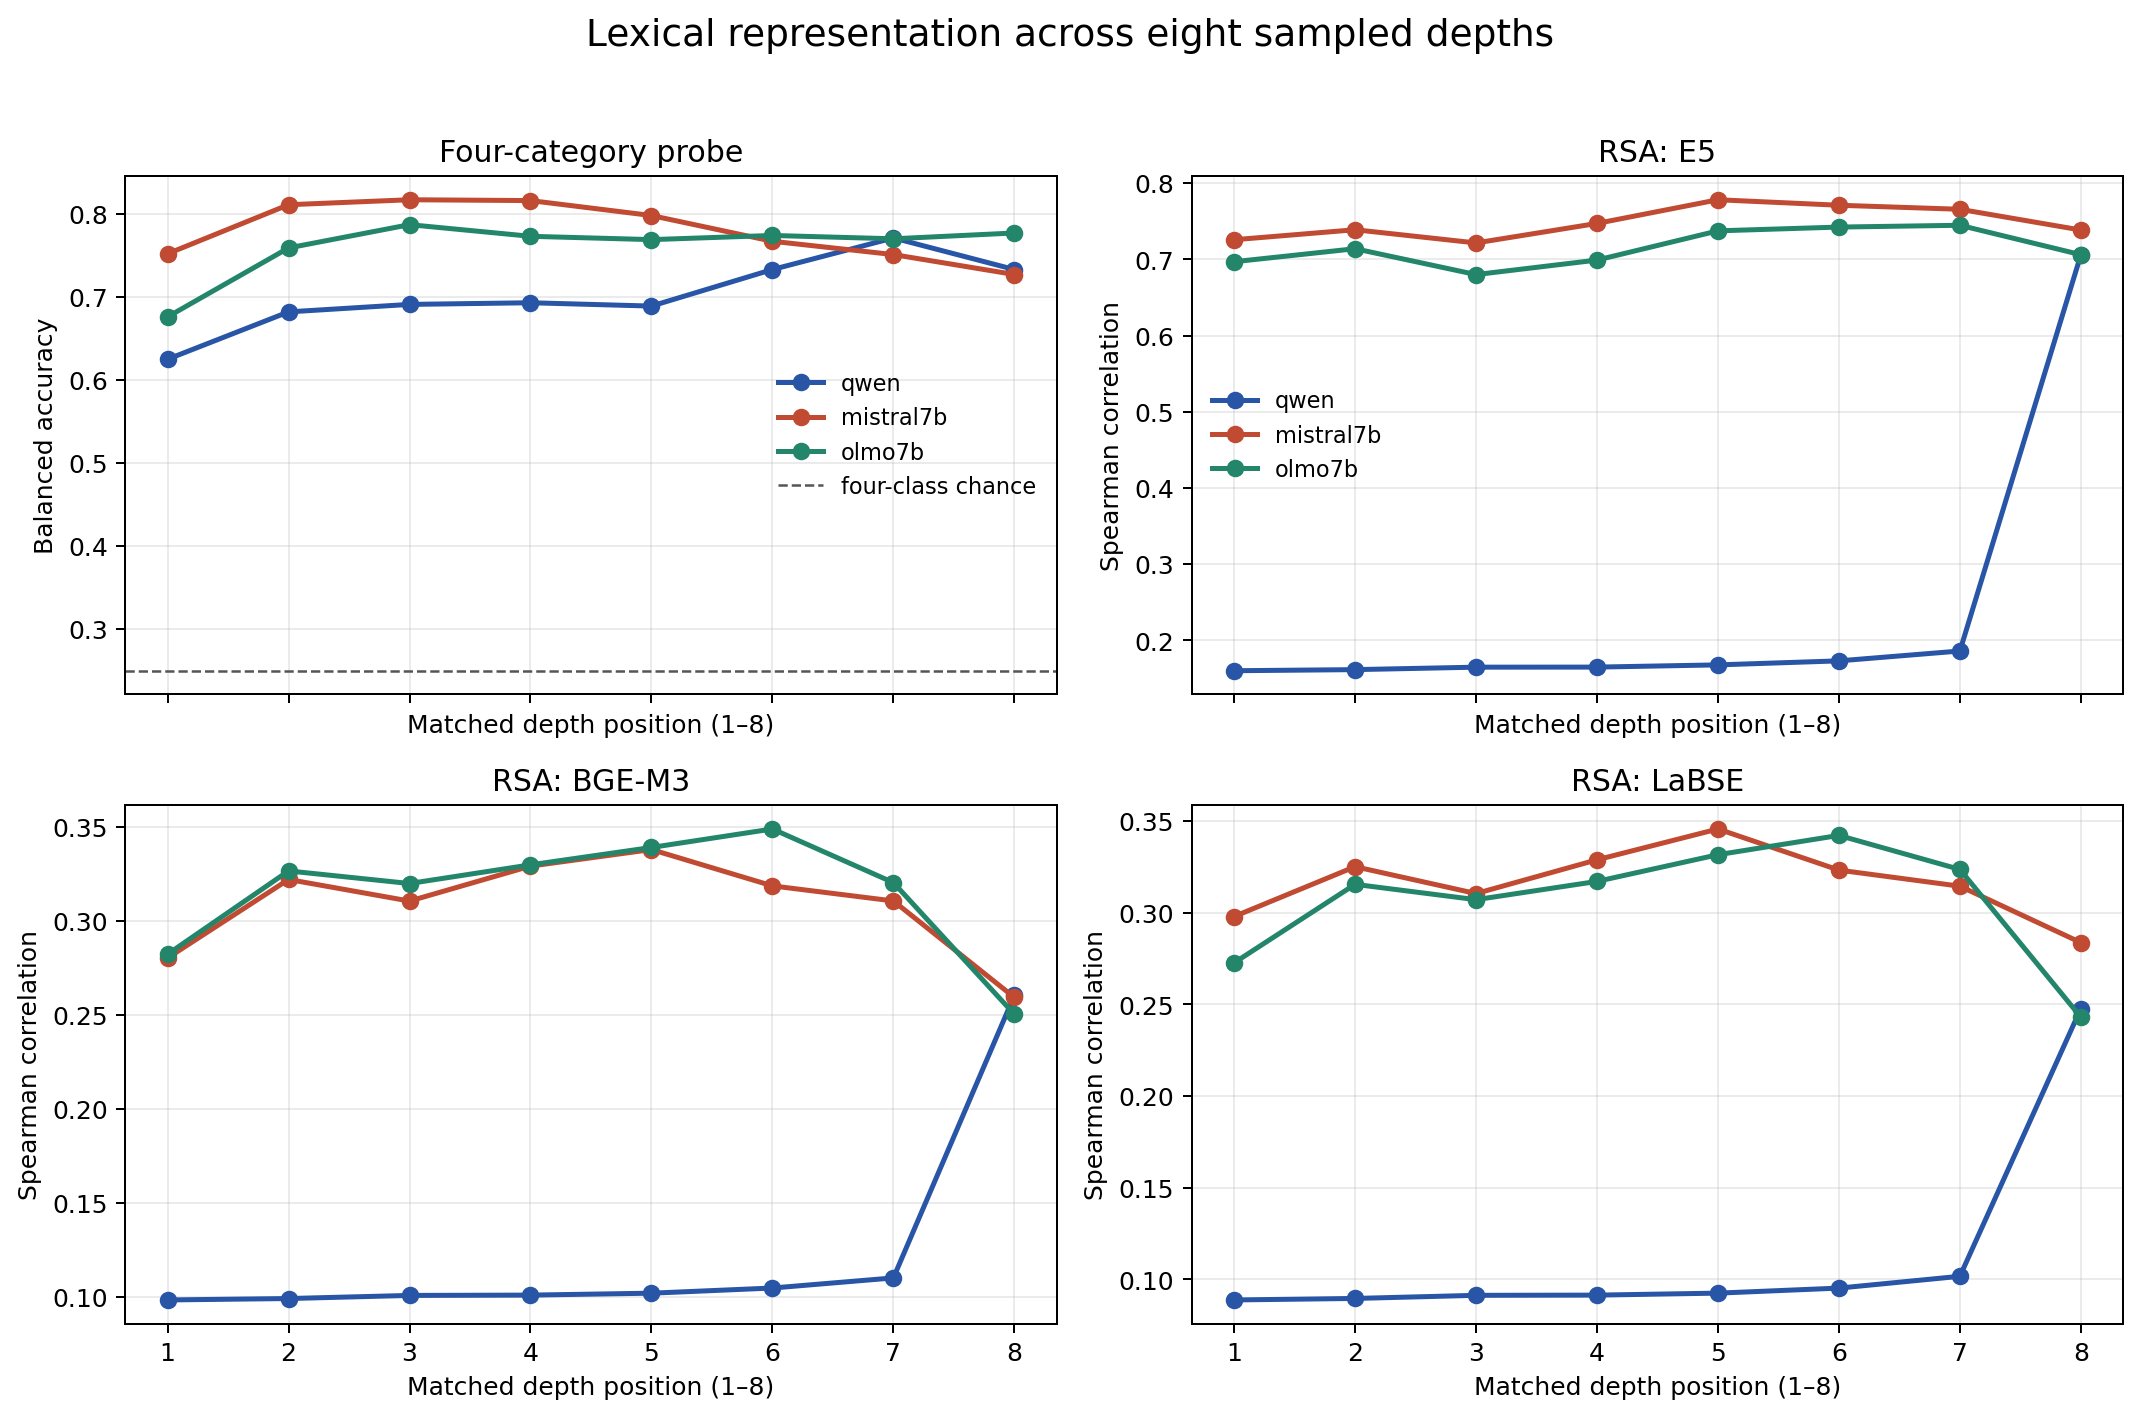 Lexical representation across eight sampled depths
Four-category probe
Balanced accuracy
0.8
0.7
0.6
0.5
0.4
0.3
qwen
mistral7b
olmo7b
four-class chance
Matched depth position (1–8)
RSA: E5
Spearman correlation
0.8
0.7
0.6
0.5
0.4
0.3
0.2
qwen
mistral7b
olmo7b
Matched depth position (1–8)
RSA: BGE-M3
Spearman correlation
0.35
0.30
0.25
0.20
0.15
0.10
1 2 3 4 5 6 7 8
Matched depth position (1–8)
RSA: LaBSE
Spearman correlation
0.35
0.30
0.25
0.20
0.15
0.10
1 2 3 4 5 6 7 8
Matched depth position (1–8)